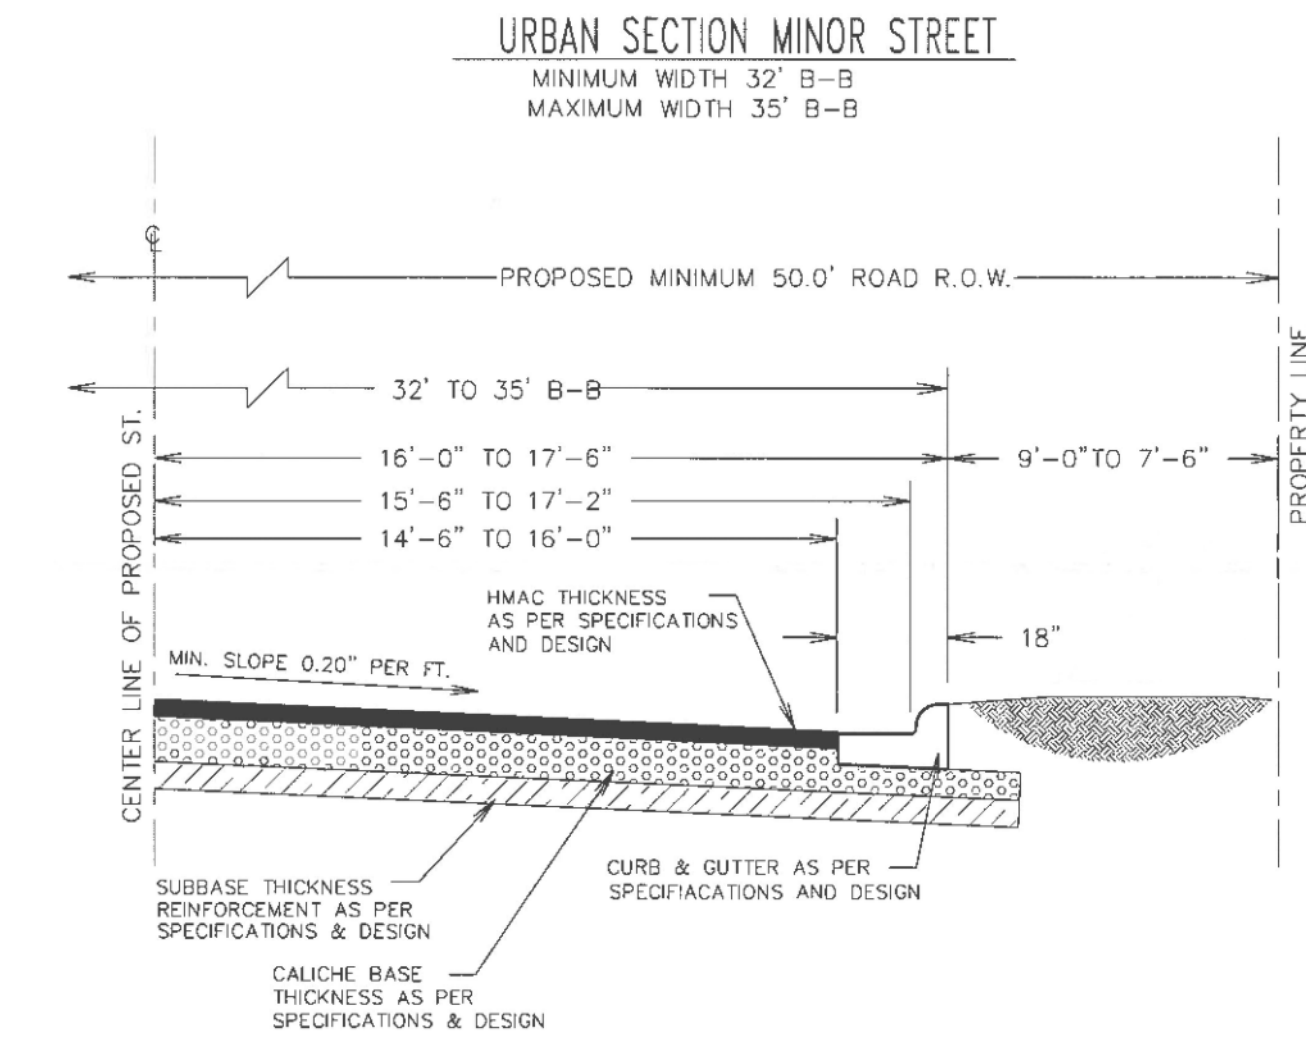 URBAN SECTION MINOR STREET
MINIMUM WIDTH 32' B-B
MAXIMUM WIDTH 35' B-B
℄
PROPOSED MINIMUM 50.0' ROAD R.O.W.
32' TO 35' B-B
16'-0" TO 17'-6"
9'-0" TO 7'-6"
15'-6" TO 17'-2"
14'-6" TO 16'-0"
CENTER LINE OF PROPOSED ST.
PROPERTY LINE
HMAC THICKNESS
AS PER SPECIFICATIONS
AND DESIGN
18"
MIN. SLOPE 0.20" PER FT.
CURB & GUTTER AS PER
SPECIFIACATIONS AND DESIGN
SUBBASE THICKNESS
REINFORCEMENT AS PER
SPECIFICATIONS & DESIGN
CALICHE BASE
THICKNESS AS PER
SPECIFICATIONS & DESIGN